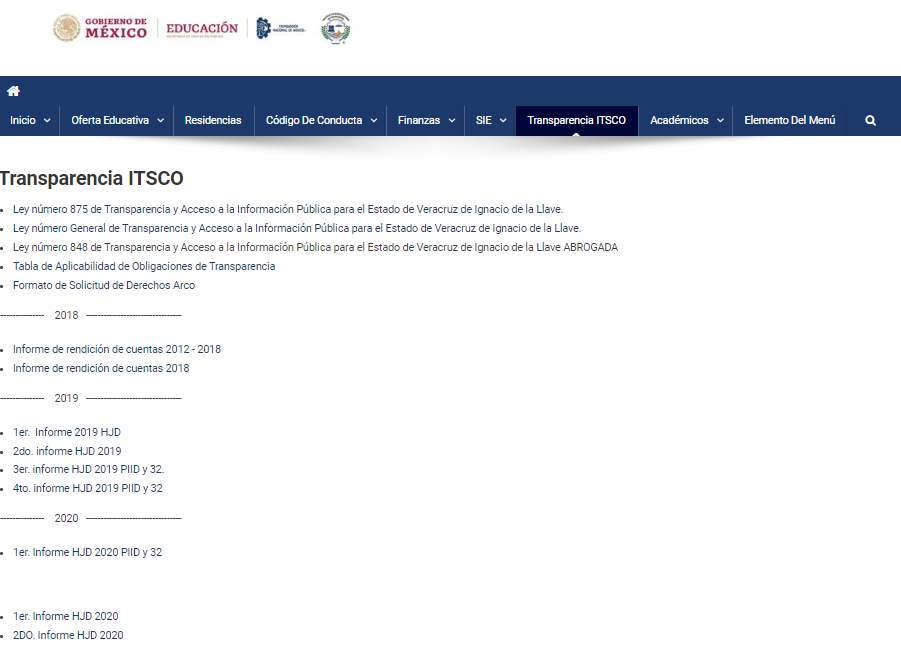 GOBIERNO DE
MÉXICO
EDUCACIÓN
TECNOLÓGICO
NACIONAL DE MÉXICO
Inicio
Oferta Educativa
Residencias
Código De Conducta
Finanzas
SIE
Transparencia ITSCO
Académicos
Elemento Del Menú
Transparencia ITSCO
Ley número 875 de Transparencia y Acceso a la Información Pública para el Estado de Veracruz de Ignacio de la Llave.
Ley número General de Transparencia y Acceso a la Información Pública para el Estado de Veracruz de Ignacio de la Llave.
Ley número 848 de Transparencia y Acceso a la Información Pública para el Estado de Veracruz de Ignacio de la Llave ABROGADA
Tabla de Aplicabilidad de Obligaciones de Transparencia
Formato de Solicitud de Derechos Arco
--------------- 2018 --------------------------------
Informe de rendición de cuentas 2012 - 2018
Informe de rendición de cuentas 2018
--------------- 2019 --------------------------------
1er. Informe 2019 HJD
2do. informe HJD 2019
3er. informe HJD 2019 PIID y 32.
4to. informe HJD 2019 PIID y 32
--------------- 2020 --------------------------------
1er. Informe HJD 2020 PIID y 32
1er. Informe HJD 2020
2DO. Informe HJD 2020